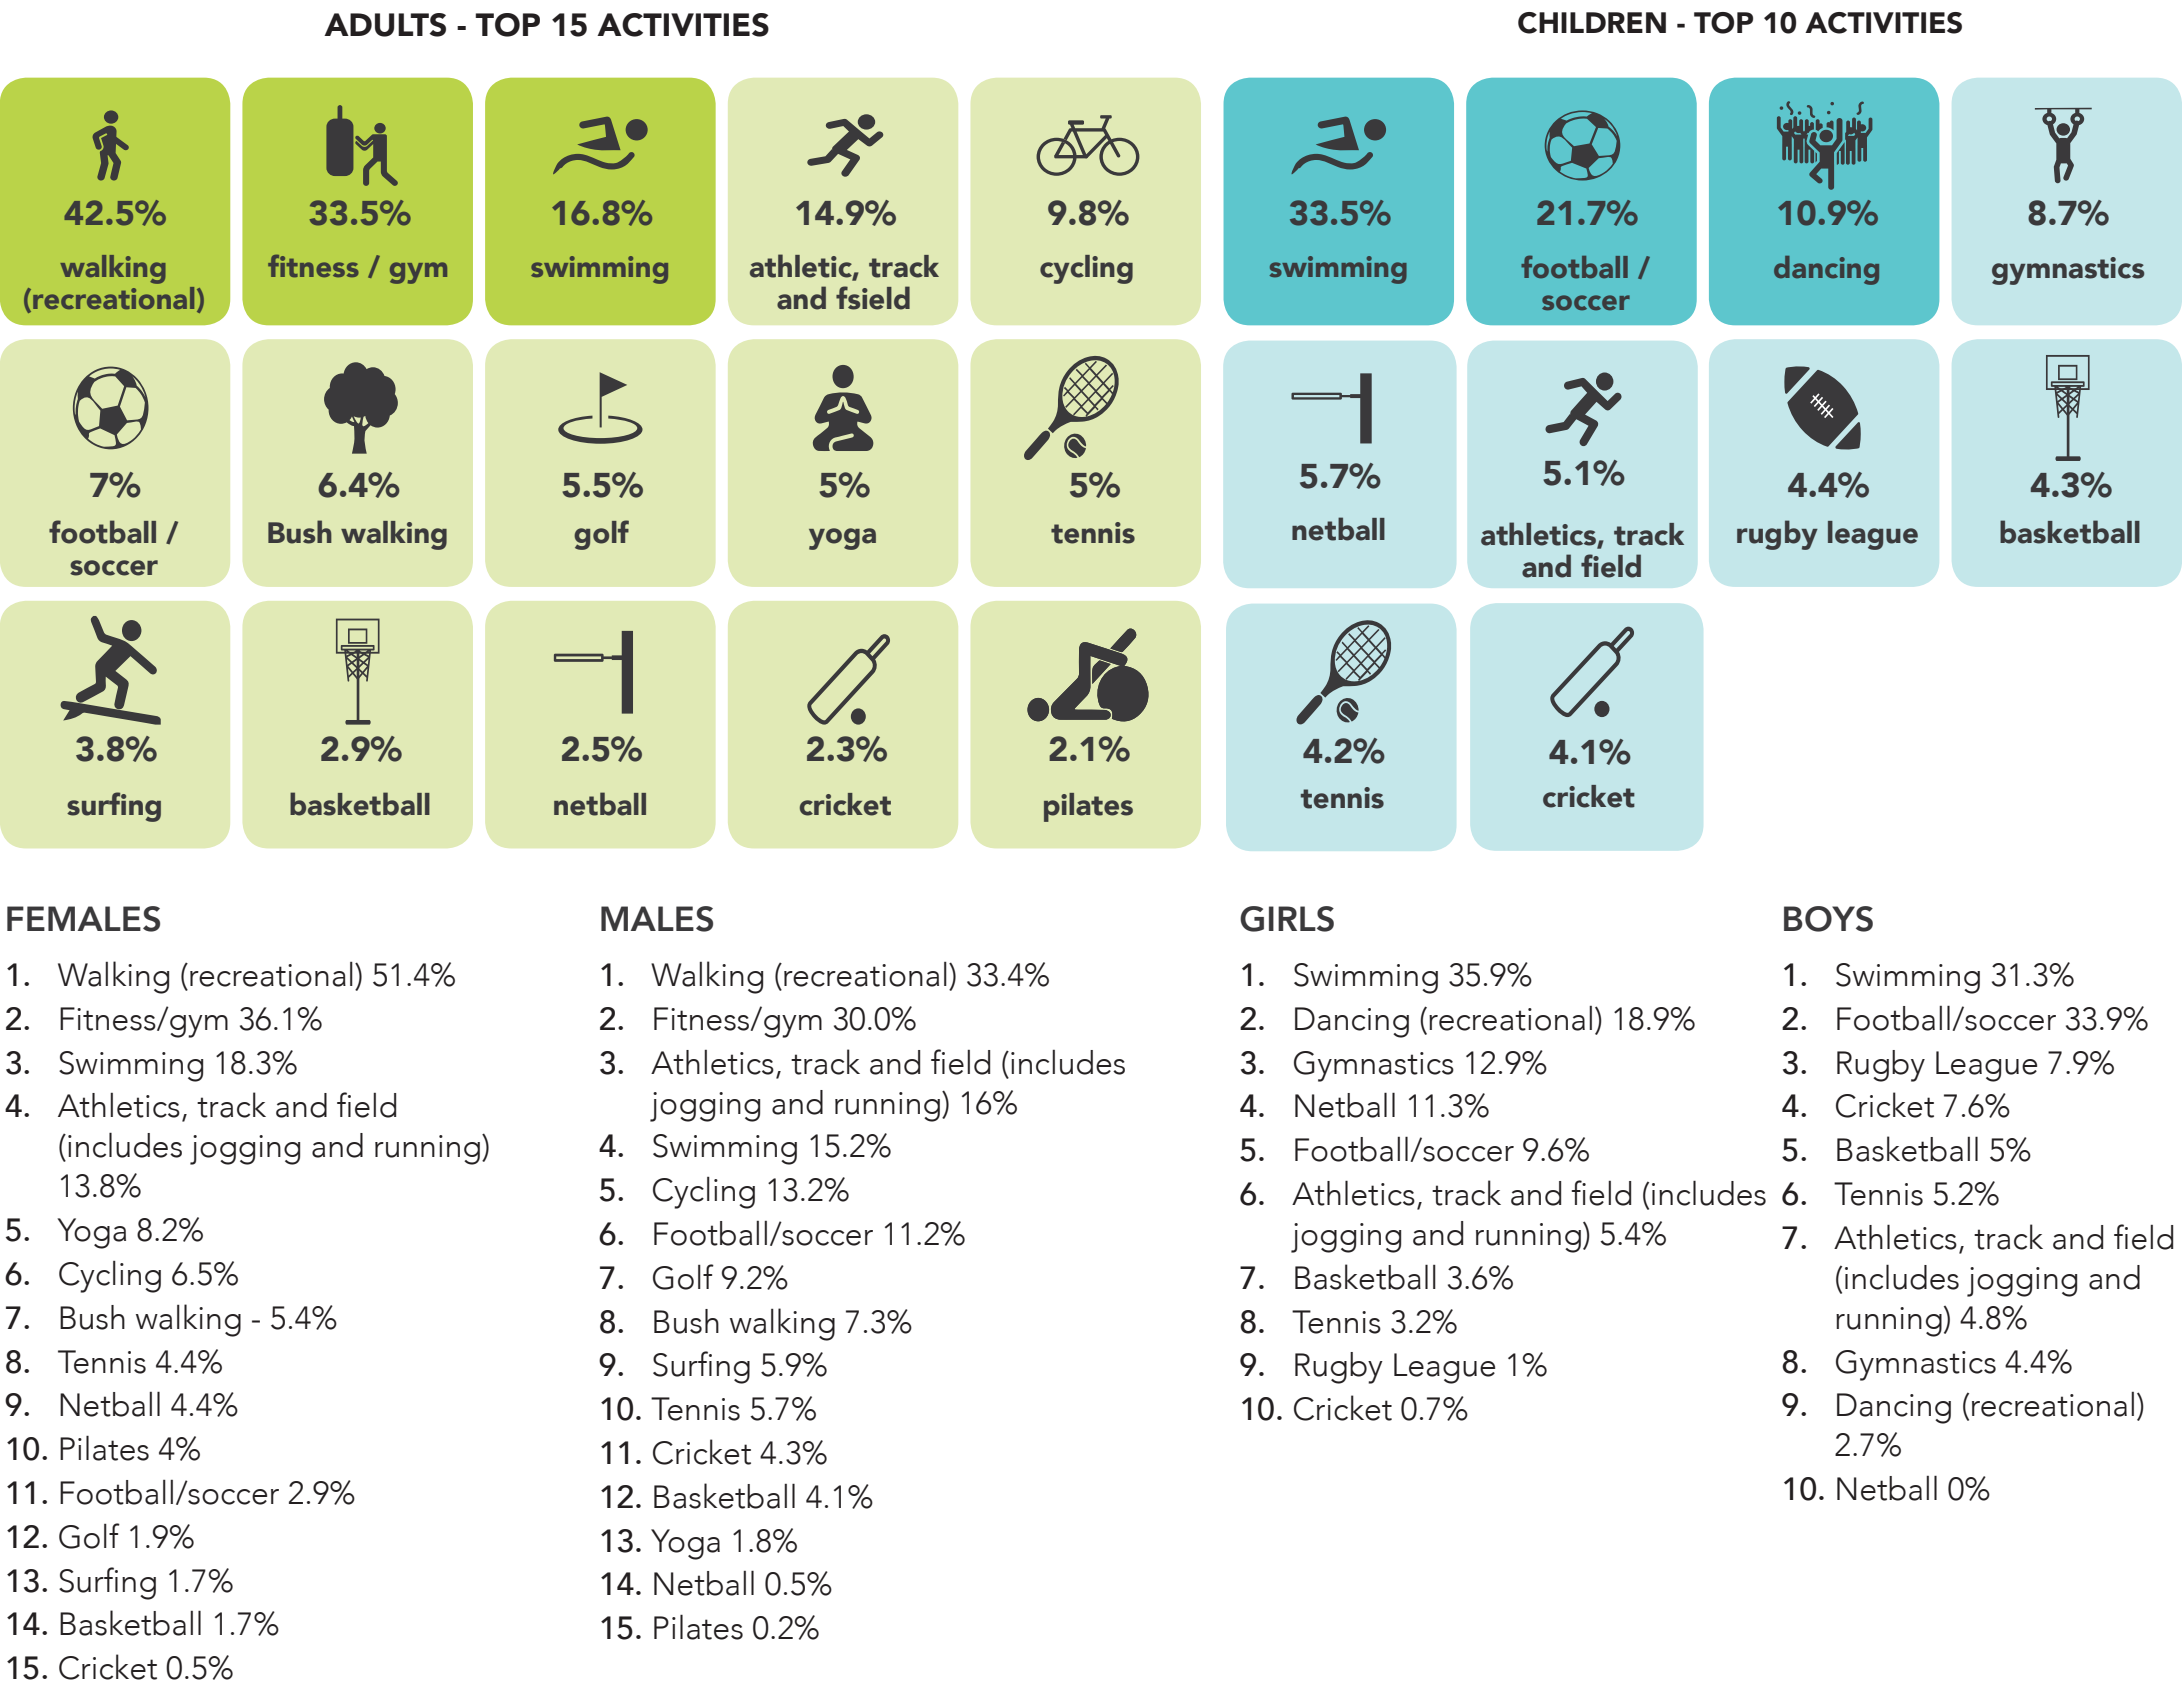 ADULTS - TOP 15 ACTIVITIES
42.5%
walking
(recreational)
33.5%
fitness / gym
16.8%
swimming
14.9%
athletic, track
and fsield
9.8%
cycling
7%
football /
soccer
6.4%
Bush walking
5.5%
golf
5%
yoga
5%
tennis
3.8%
surfing
2.9%
basketball
2.5%
netball
2.3%
cricket
2.1%
pilates
CHILDREN - TOP 10 ACTIVITIES
33.5%
swimming
21.7%
football /
soccer
10.9%
dancing
8.7%
gymnastics
5.7%
netball
5.1%
athletics, track
and field
4.4%
rugby league
4.3%
basketball
4.2%
tennis
4.1%
cricket
FEMALES
1. Walking (recreational) 51.4%
2. Fitness/gym 36.1%
3. Swimming 18.3%
4. Athletics, track and field
(includes jogging and running)
13.8%
5. Yoga 8.2%
6. Cycling 6.5%
7. Bush walking - 5.4%
8. Tennis 4.4%
9. Netball 4.4%
10. Pilates 4%
11. Football/soccer 2.9%
12. Golf 1.9%
13. Surfing 1.7%
14. Basketball 1.7%
15. Cricket 0.5%
MALES
1. Walking (recreational) 33.4%
2. Fitness/gym 30.0%
3. Athletics, track and field (includes
jogging and running) 16%
4. Swimming 15.2%
5. Cycling 13.2%
6. Football/soccer 11.2%
7. Golf 9.2%
8. Bush walking 7.3%
9. Surfing 5.9%
10. Tennis 5.7%
11. Cricket 4.3%
12. Basketball 4.1%
13. Yoga 1.8%
14. Netball 0.5%
15. Pilates 0.2%
GIRLS
1. Swimming 35.9%
2. Dancing (recreational) 18.9%
3. Gymnastics 12.9%
4. Netball 11.3%
5. Football/soccer 9.6%
6. Athletics, track and field (includes
jogging and running) 5.4%
7. Basketball 3.6%
8. Tennis 3.2%
9. Rugby League 1%
10. Cricket 0.7%
BOYS
1. Swimming 31.3%
2. Football/soccer 33.9%
3. Rugby League 7.9%
4. Cricket 7.6%
5. Basketball 5%
6. Tennis 5.2%
7. Athletics, track and field
(includes jogging and
running) 4.8%
8. Gymnastics 4.4%
9. Dancing (recreational)
2.7%
10. Netball 0%